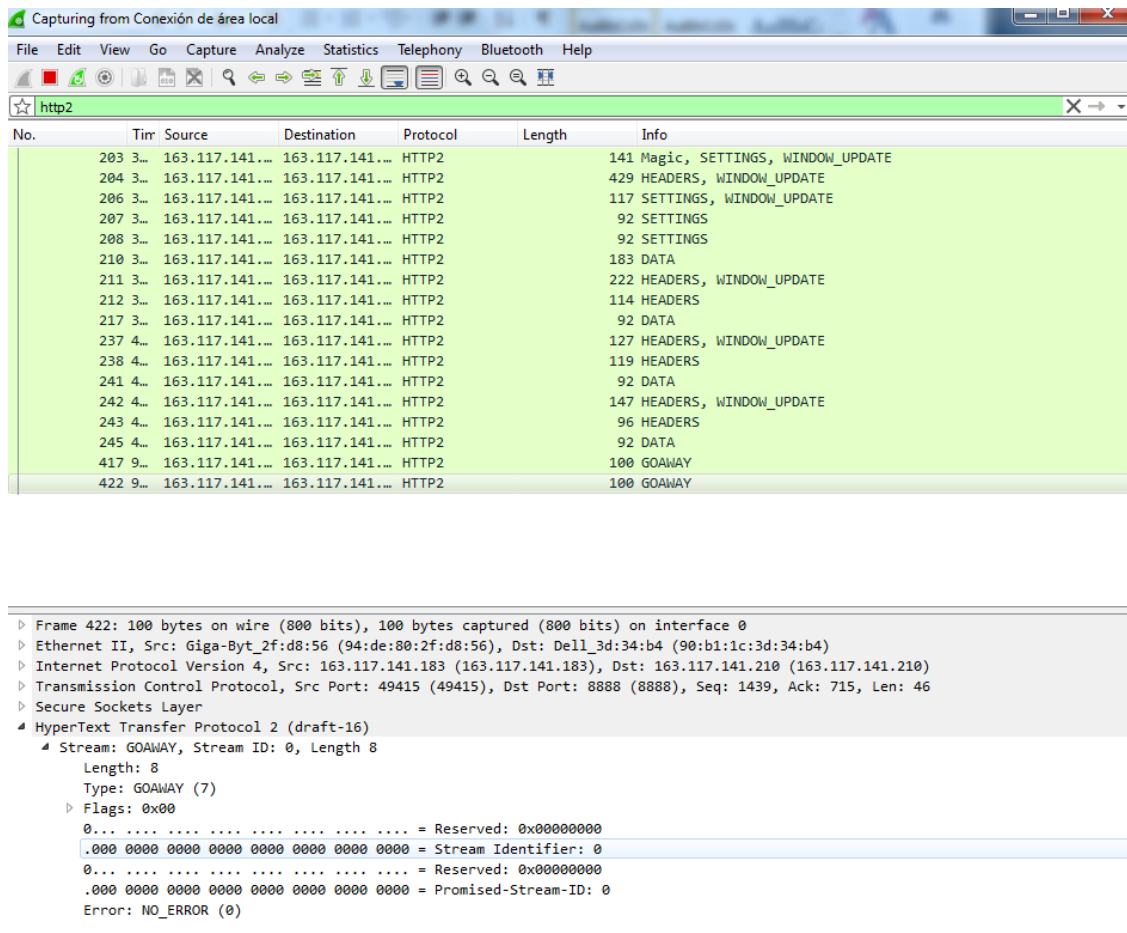 Capturing from Conexión de área local
File Edit View Go Capture Analyze Statistics Telephony Bluetooth Help
http2
No. Tim Source Destination Protocol Length Info
203 3… 163.117.141.… 163.117.141.… HTTP2 141 Magic, SETTINGS, WINDOW_UPDATE
204 3… 163.117.141.… 163.117.141.… HTTP2 429 HEADERS, WINDOW_UPDATE
206 3… 163.117.141.… 163.117.141.… HTTP2 117 SETTINGS, WINDOW_UPDATE
207 3… 163.117.141.… 163.117.141.… HTTP2 92 SETTINGS
208 3… 163.117.141.… 163.117.141.… HTTP2 92 SETTINGS
210 3… 163.117.141.… 163.117.141.… HTTP2 183 DATA
211 3… 163.117.141.… 163.117.141.… HTTP2 222 HEADERS, WINDOW_UPDATE
212 3… 163.117.141.… 163.117.141.… HTTP2 114 HEADERS
217 3… 163.117.141.… 163.117.141.… HTTP2 92 DATA
237 4… 163.117.141.… 163.117.141.… HTTP2 127 HEADERS, WINDOW_UPDATE
238 4… 163.117.141.… 163.117.141.… HTTP2 119 HEADERS
241 4… 163.117.141.… 163.117.141.… HTTP2 92 DATA
242 4… 163.117.141.… 163.117.141.… HTTP2 147 HEADERS, WINDOW_UPDATE
243 4… 163.117.141.… 163.117.141.… HTTP2 96 HEADERS
245 4… 163.117.141.… 163.117.141.… HTTP2 92 DATA
417 9… 163.117.141.… 163.117.141.… HTTP2 100 GOAWAY
422 9… 163.117.141.… 163.117.141.… HTTP2 100 GOAWAY
Frame 422: 100 bytes on wire (800 bits), 100 bytes captured (800 bits) on interface 0
Ethernet II, Src: Giga-Byt_2f:d8:56 (94:de:80:2f:d8:56), Dst: Dell_3d:34:b4 (90:b1:1c:3d:34:b4)
Internet Protocol Version 4, Src: 163.117.141.183 (163.117.141.183), Dst: 163.117.141.210 (163.117.141.210)
Transmission Control Protocol, Src Port: 49415 (49415), Dst Port: 8888 (8888), Seq: 1439, Ack: 715, Len: 46
Secure Sockets Layer
HyperText Transfer Protocol 2 (draft-16)
Stream: GOAWAY, Stream ID: 0, Length 8
Length: 8
Type: GOAWAY (7)
Flags: 0x00
0... .... .... .... .... .... .... .... = Reserved: 0x00000000
.000 0000 0000 0000 0000 0000 0000 0000 = Stream Identifier: 0
0... .... .... .... .... .... .... .... = Reserved: 0x00000000
.000 0000 0000 0000 0000 0000 0000 0000 = Promised-Stream-ID: 0
Error: NO_ERROR (0)